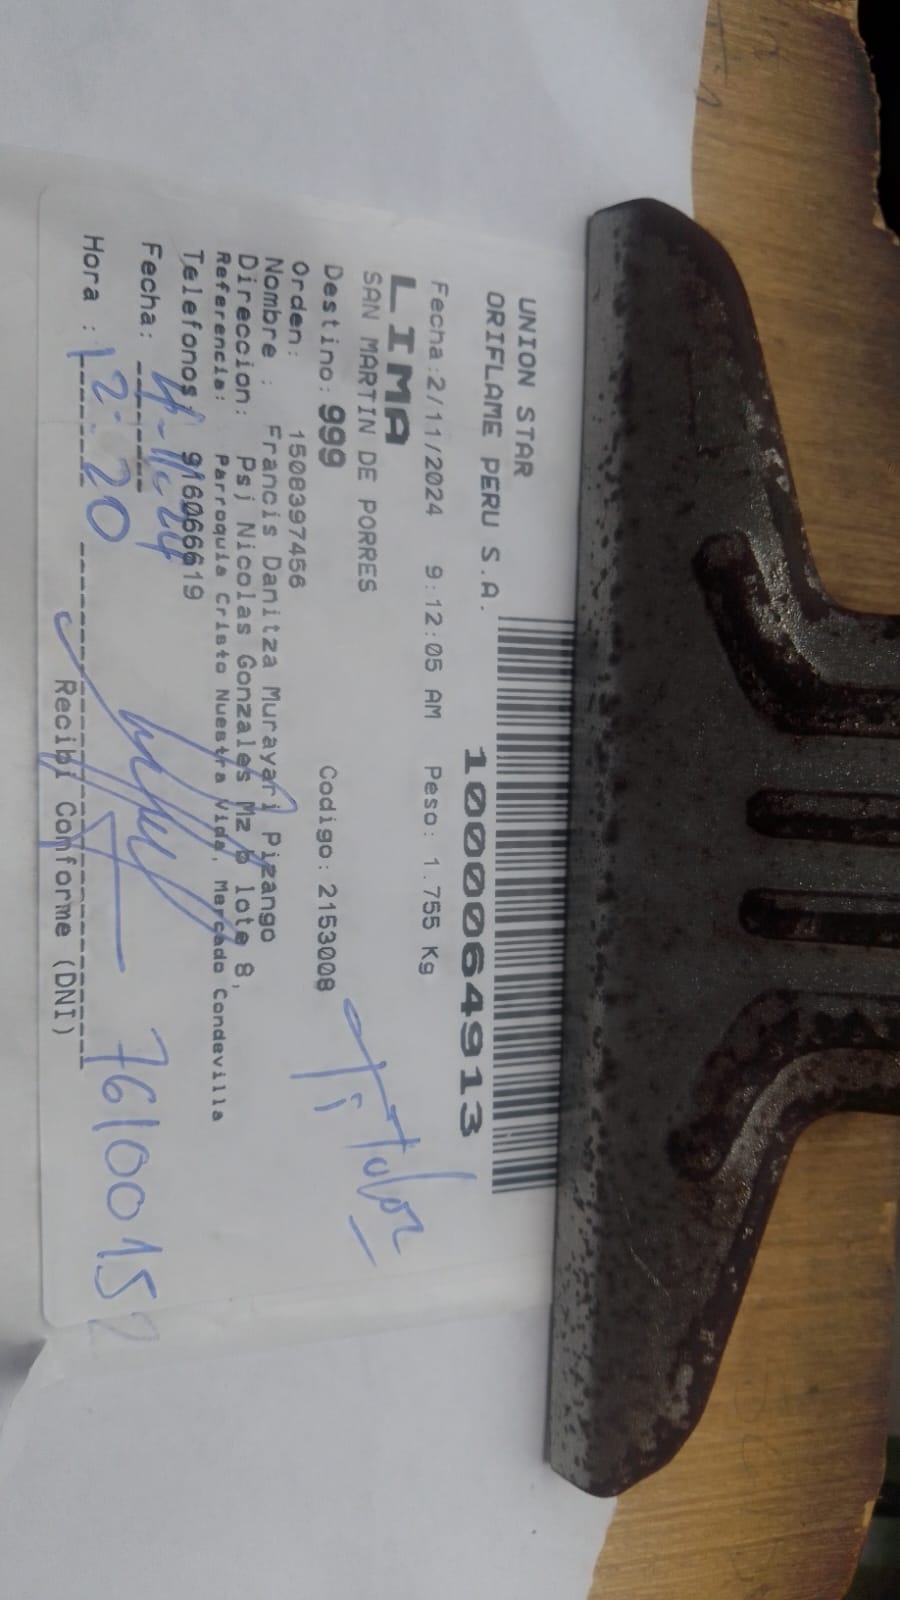 UNION STAR
ORIFLAME PERU S.A.
1000064913
Fecha:2/11/2024 9:12:05 AM Peso: 1.755 Kg
LIMA
SAN MARTIN DE PORRES
Destino: 999 Codigo: 2153008
Titular
Orden: 1508397456
Nombre : Francis Danitza Murayari Pizango
Direccion: Psj Nicolas Gonzales Mz b lote 8,
Referencia: Parroquia Cristo Nuestra Vida, Mercado Condevilla
Telefonos: 916066619
Fecha: 4-11-24
Hora : 12:20 7610015
Recibi Conforme (DNI)